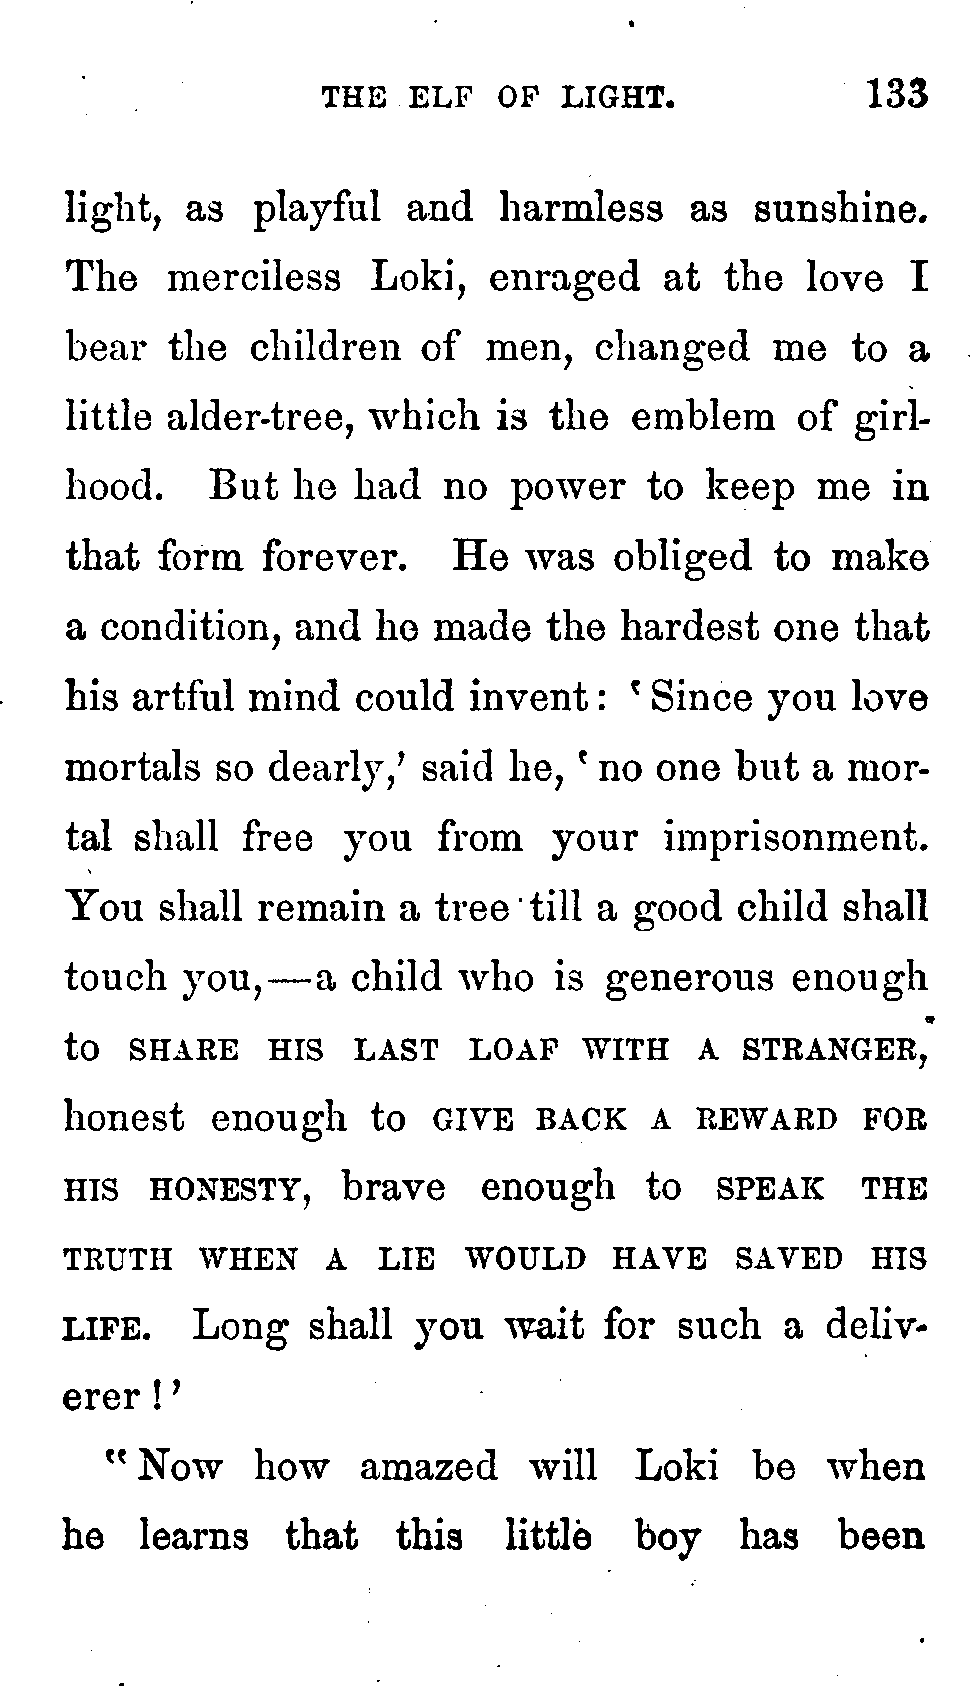 THE ELF OF LIGHT. 133
light, as playful and harmless as sunshine.
The merciless Loki, enraged at the love I
bear the children of men, changed me to a
little alder-tree, which is the emblem of girl-
hood. But he had no power to keep me in
that form forever. He was obliged to make
a condition, and he made the hardest one that
his artful mind could invent: ‘Since you love
mortals so dearly,’ said he, ‘no one but a mor-
tal shall free you from your imprisonment.
You shall remain a tree till a good child shall
touch you,—a child who is generous enough
to SHARE HIS LAST LOAF WITH A STRANGER,
honest enough to GIVE BACK A REWARD FOR
HIS HONESTY, brave enough to SPEAK THE
TRUTH WHEN A LIE WOULD HAVE SAVED HIS
LIFE. Long shall you wait for such a deliv-
erer!’
“Now how amazed will Loki be when
he learns that this little boy has been